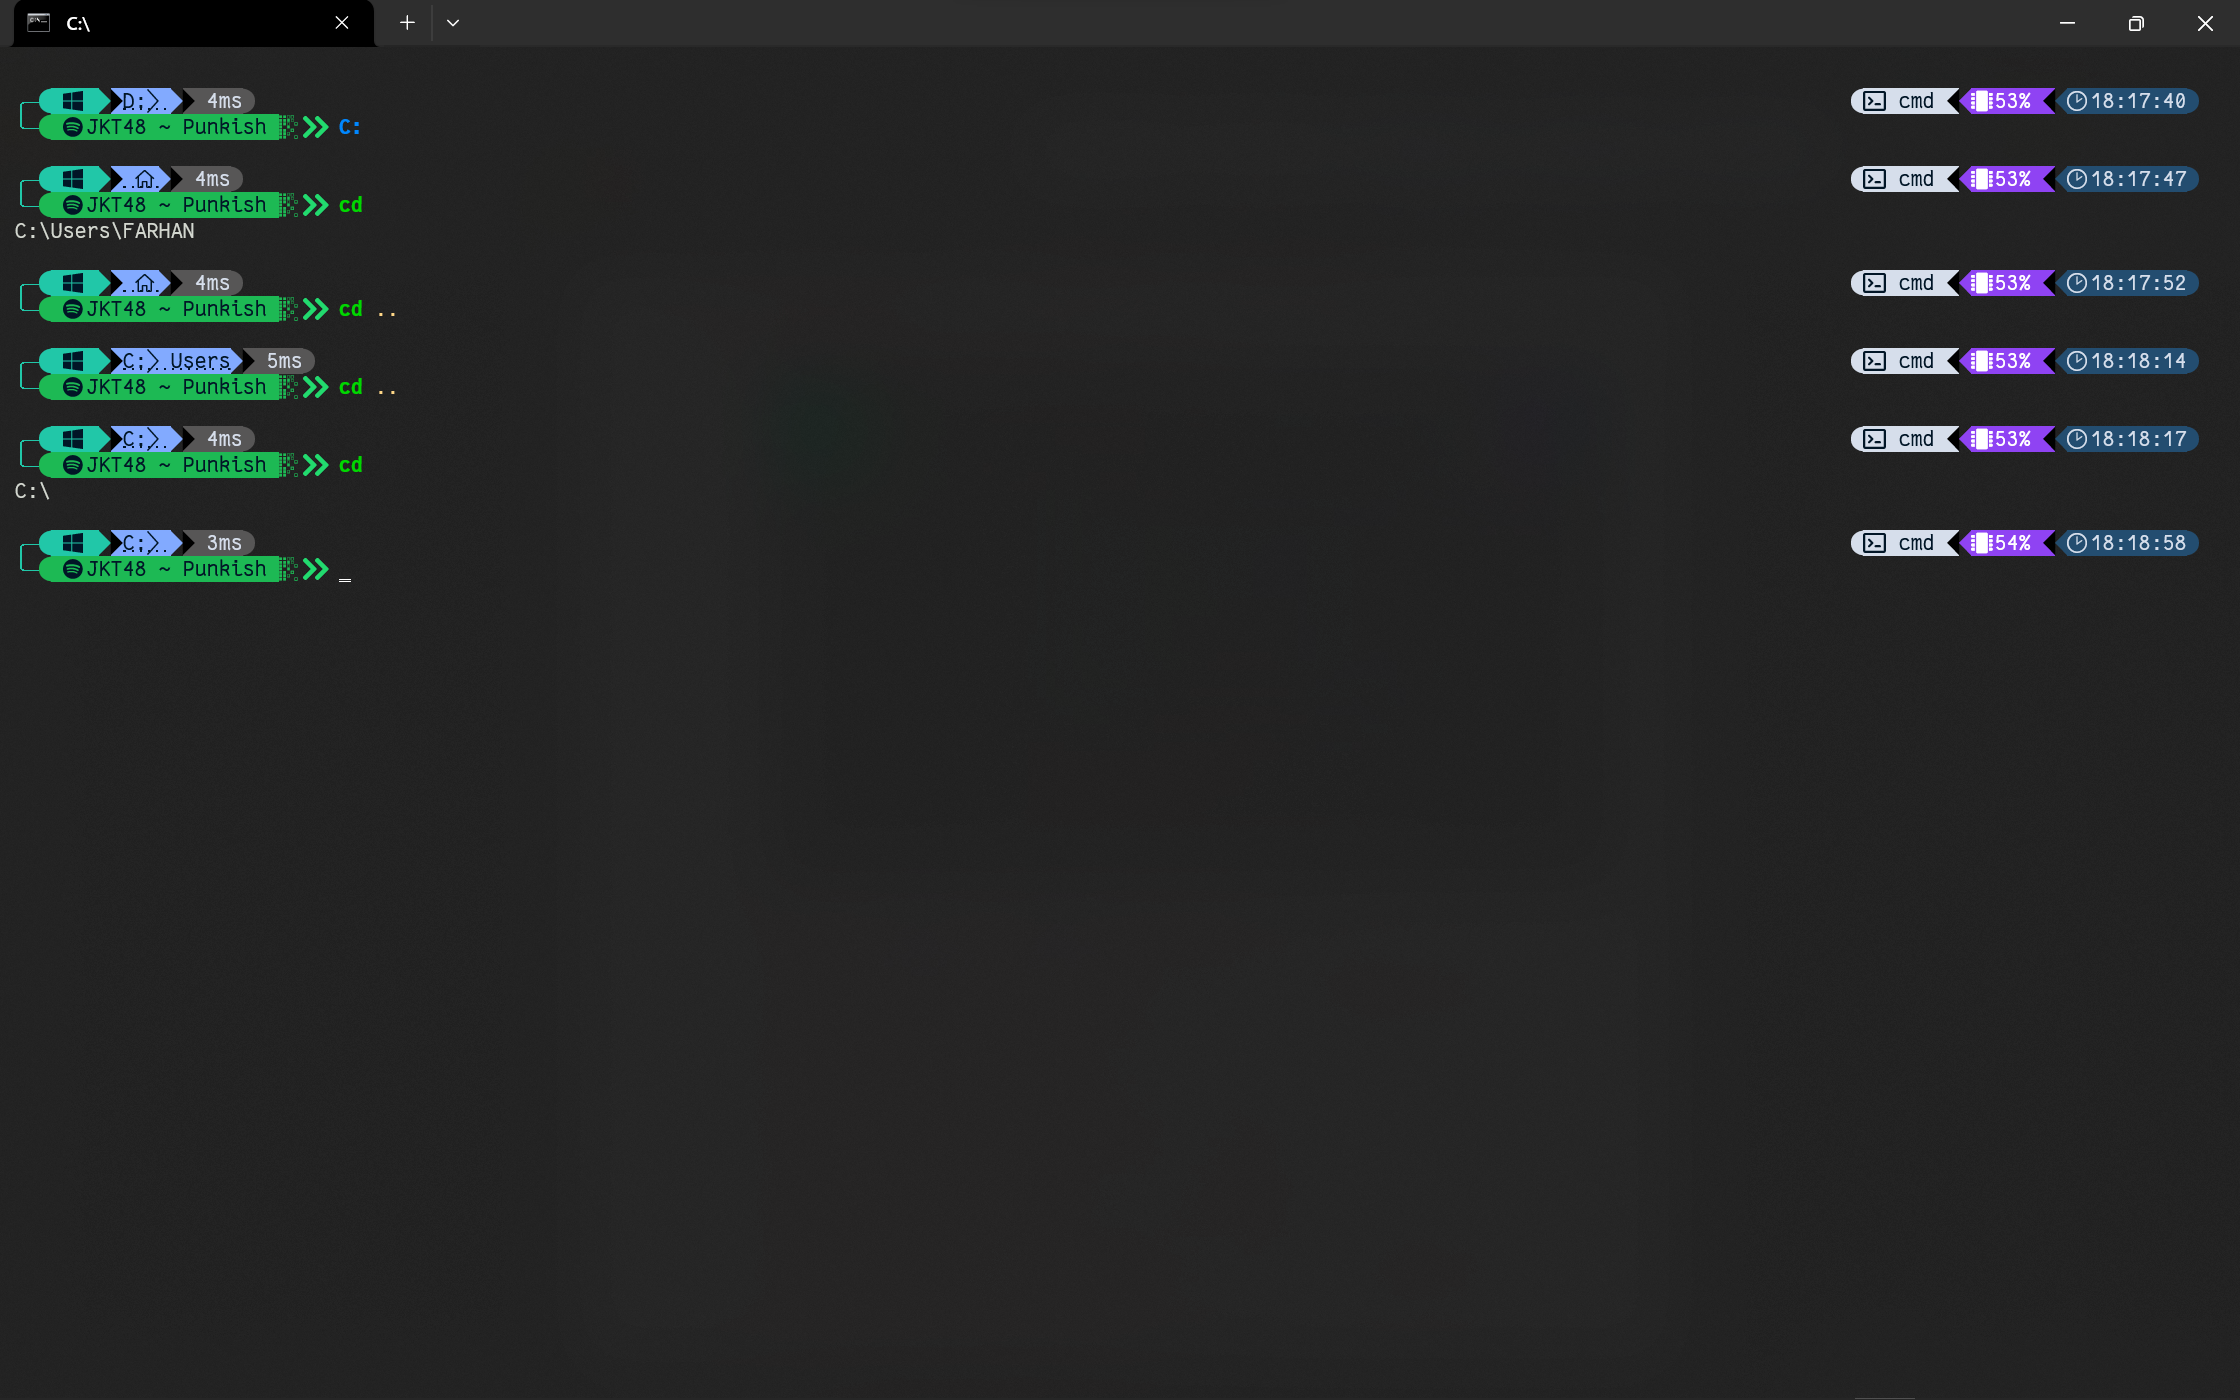 C:\
D: 4ms cmd 53% 18:17:40
JKT48 ~ Punkish C:
4ms cmd 53% 18:17:47
JKT48 ~ Punkish cd
C:\Users\FARHAN
4ms cmd 53% 18:17:52
JKT48 ~ Punkish cd ..
C: Users 5ms cmd 53% 18:18:14
JKT48 ~ Punkish cd ..
C: 4ms cmd 53% 18:18:17
JKT48 ~ Punkish cd
C:\
C: 3ms cmd 54% 18:18:58
JKT48 ~ Punkish _